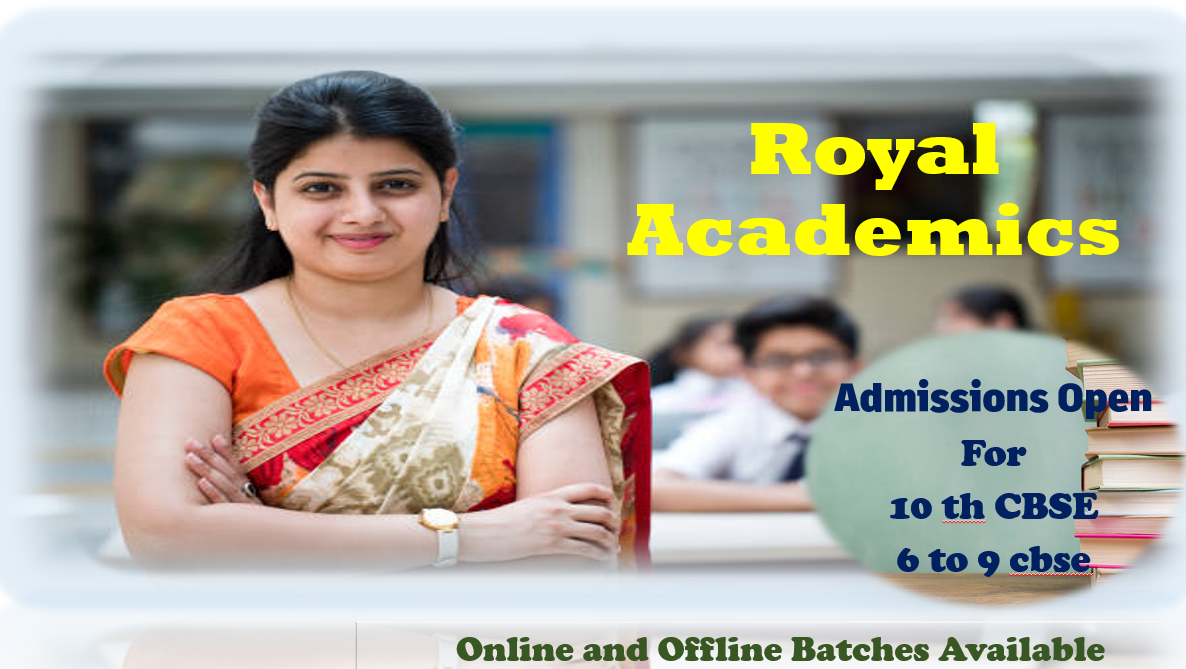 Royal
Academics
Admissions Open
For
10 th CBSE
6 to 9 cbse
Online and Offline Batches Available